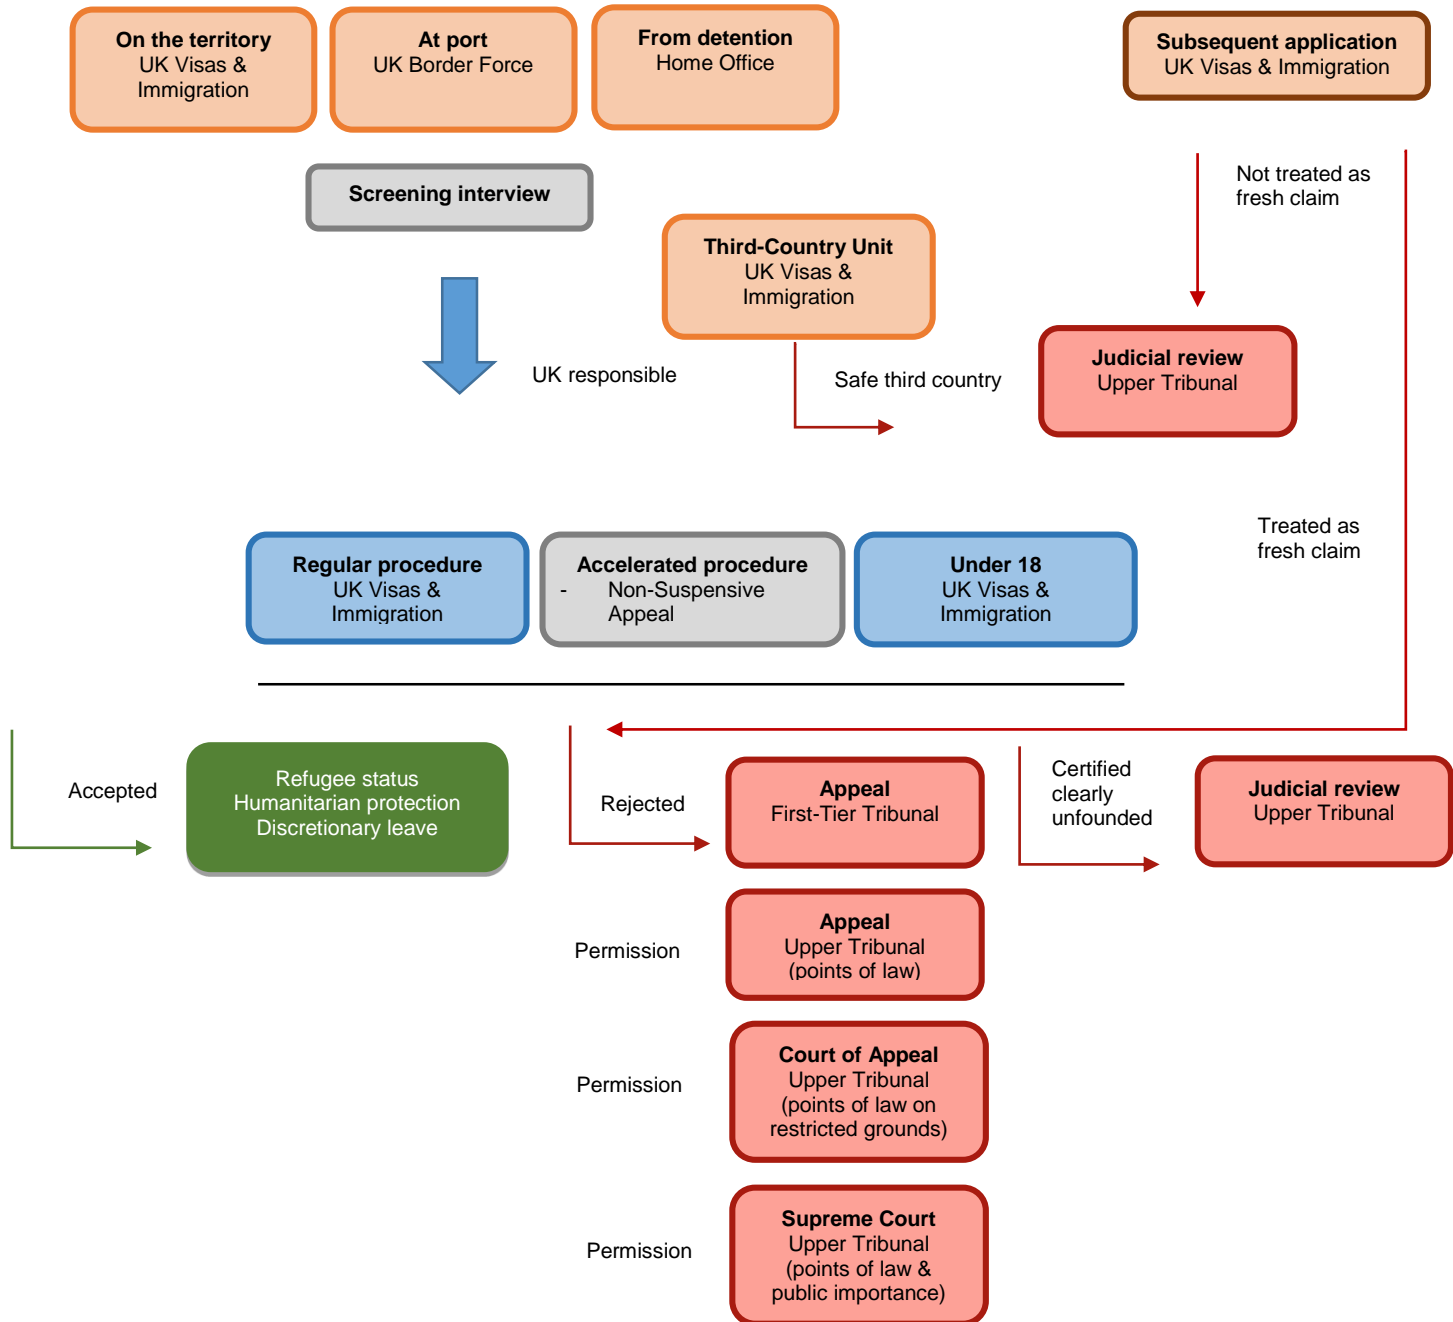 On the territory
UK Visas &
Immigration
At port
UK Border Force
From detention
Home Office
Subsequent application
UK Visas & Immigration
Screening interview
Not treated as
fresh claim
Third-Country Unit
UK Visas &
Immigration
UK responsible
Safe third country
Judicial review
Upper Tribunal
Treated as
fresh claim
Regular procedure
UK Visas &
Immigration
Accelerated procedure
- Non-Suspensive
Appeal
Under 18
UK Visas &
Immigration
Accepted
Refugee status
Humanitarian protection
Discretionary leave
Rejected
Appeal
First-Tier Tribunal
Certified
clearly
unfounded
Judicial review
Upper Tribunal
Permission
Appeal
Upper Tribunal
(points of law)
Permission
Court of Appeal
Upper Tribunal
(points of law on
restricted grounds)
Permission
Supreme Court
Upper Tribunal
(points of law &
public importance)